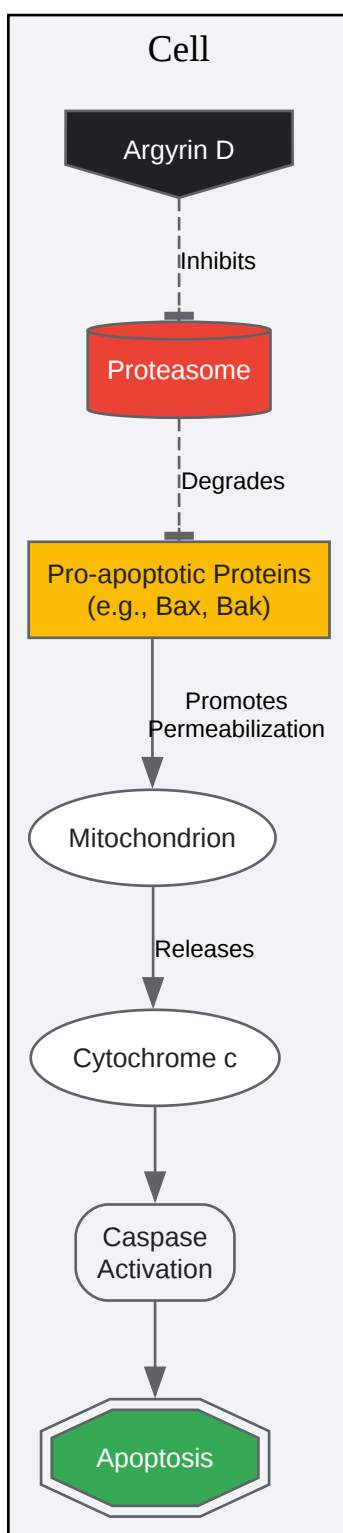 Cell
Argyrin D
Inhibits
Proteasome
Degrades
Pro-apoptotic Proteins
(e.g., Bax, Bak)
Promotes
Permeabilization
Mitochondrion
Releases
Cytochrome c
Caspase
Activation
Apoptosis